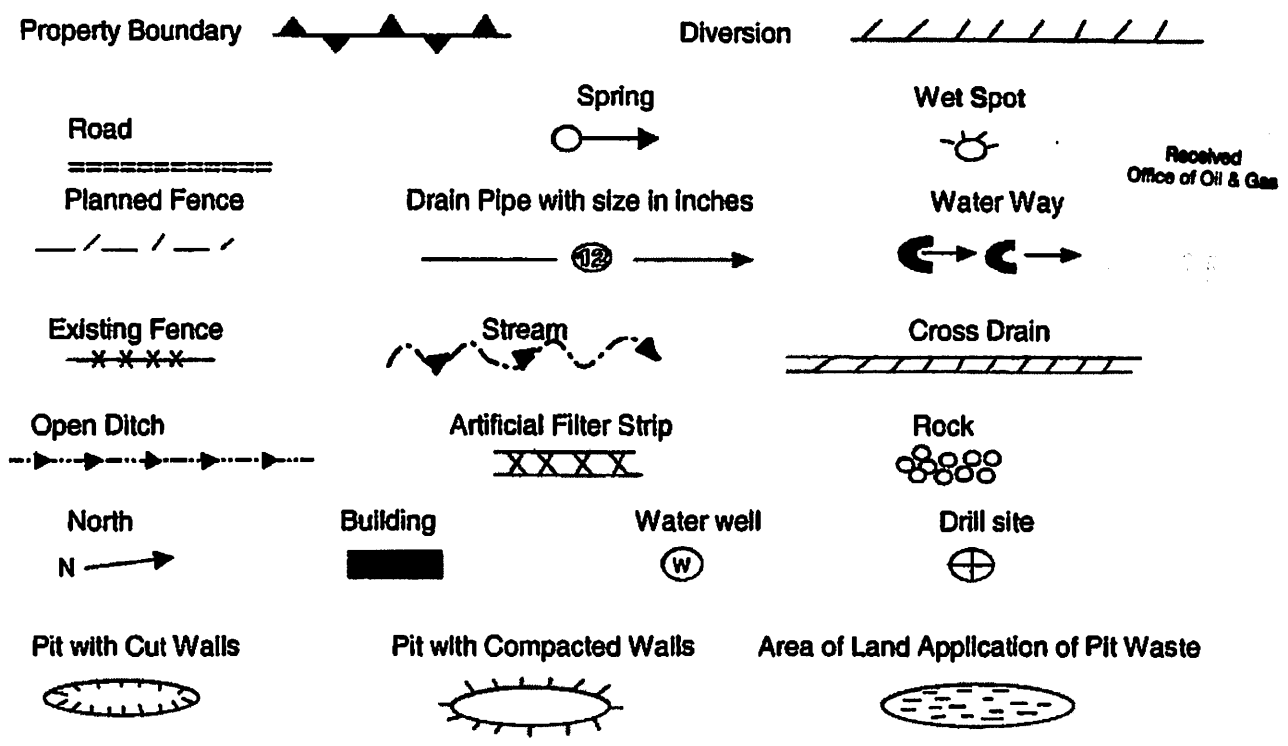 Property Boundary
Diversion
Spring
Wet Spot
Road
Received
Office of Oil & Gas
Planned Fence
Drain Pipe with size in inches
Water Way
12
Existing Fence
Stream
Cross Drain
Open Ditch
Artificial Filter Strip
Rock
North
Building
Water well
Drill site
N
W
Pit with Cut Walls
Pit with Compacted Walls
Area of Land Application of Pit Waste